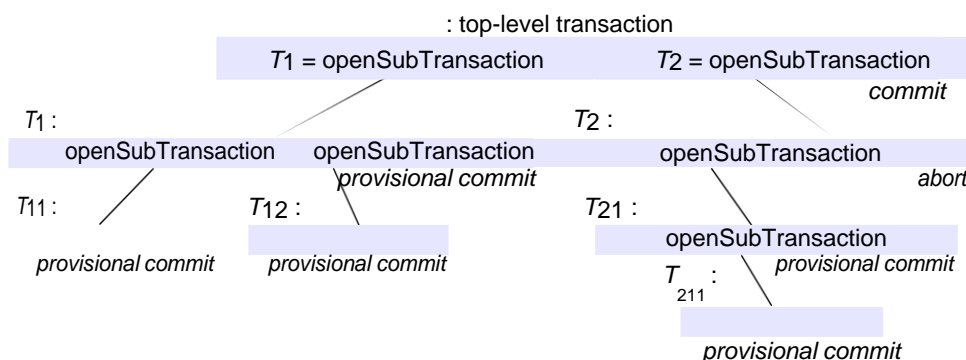 : top-level transaction
T1 = openSubTransaction T2 = openSubTransaction
commit
T1 : T2 :
openSubTransaction openSubTransaction openSubTransaction
provisional commit abort
T11 : T12 : T21 :
openSubTransaction
provisional commit provisional commit provisional commit
T211 :
provisional commit